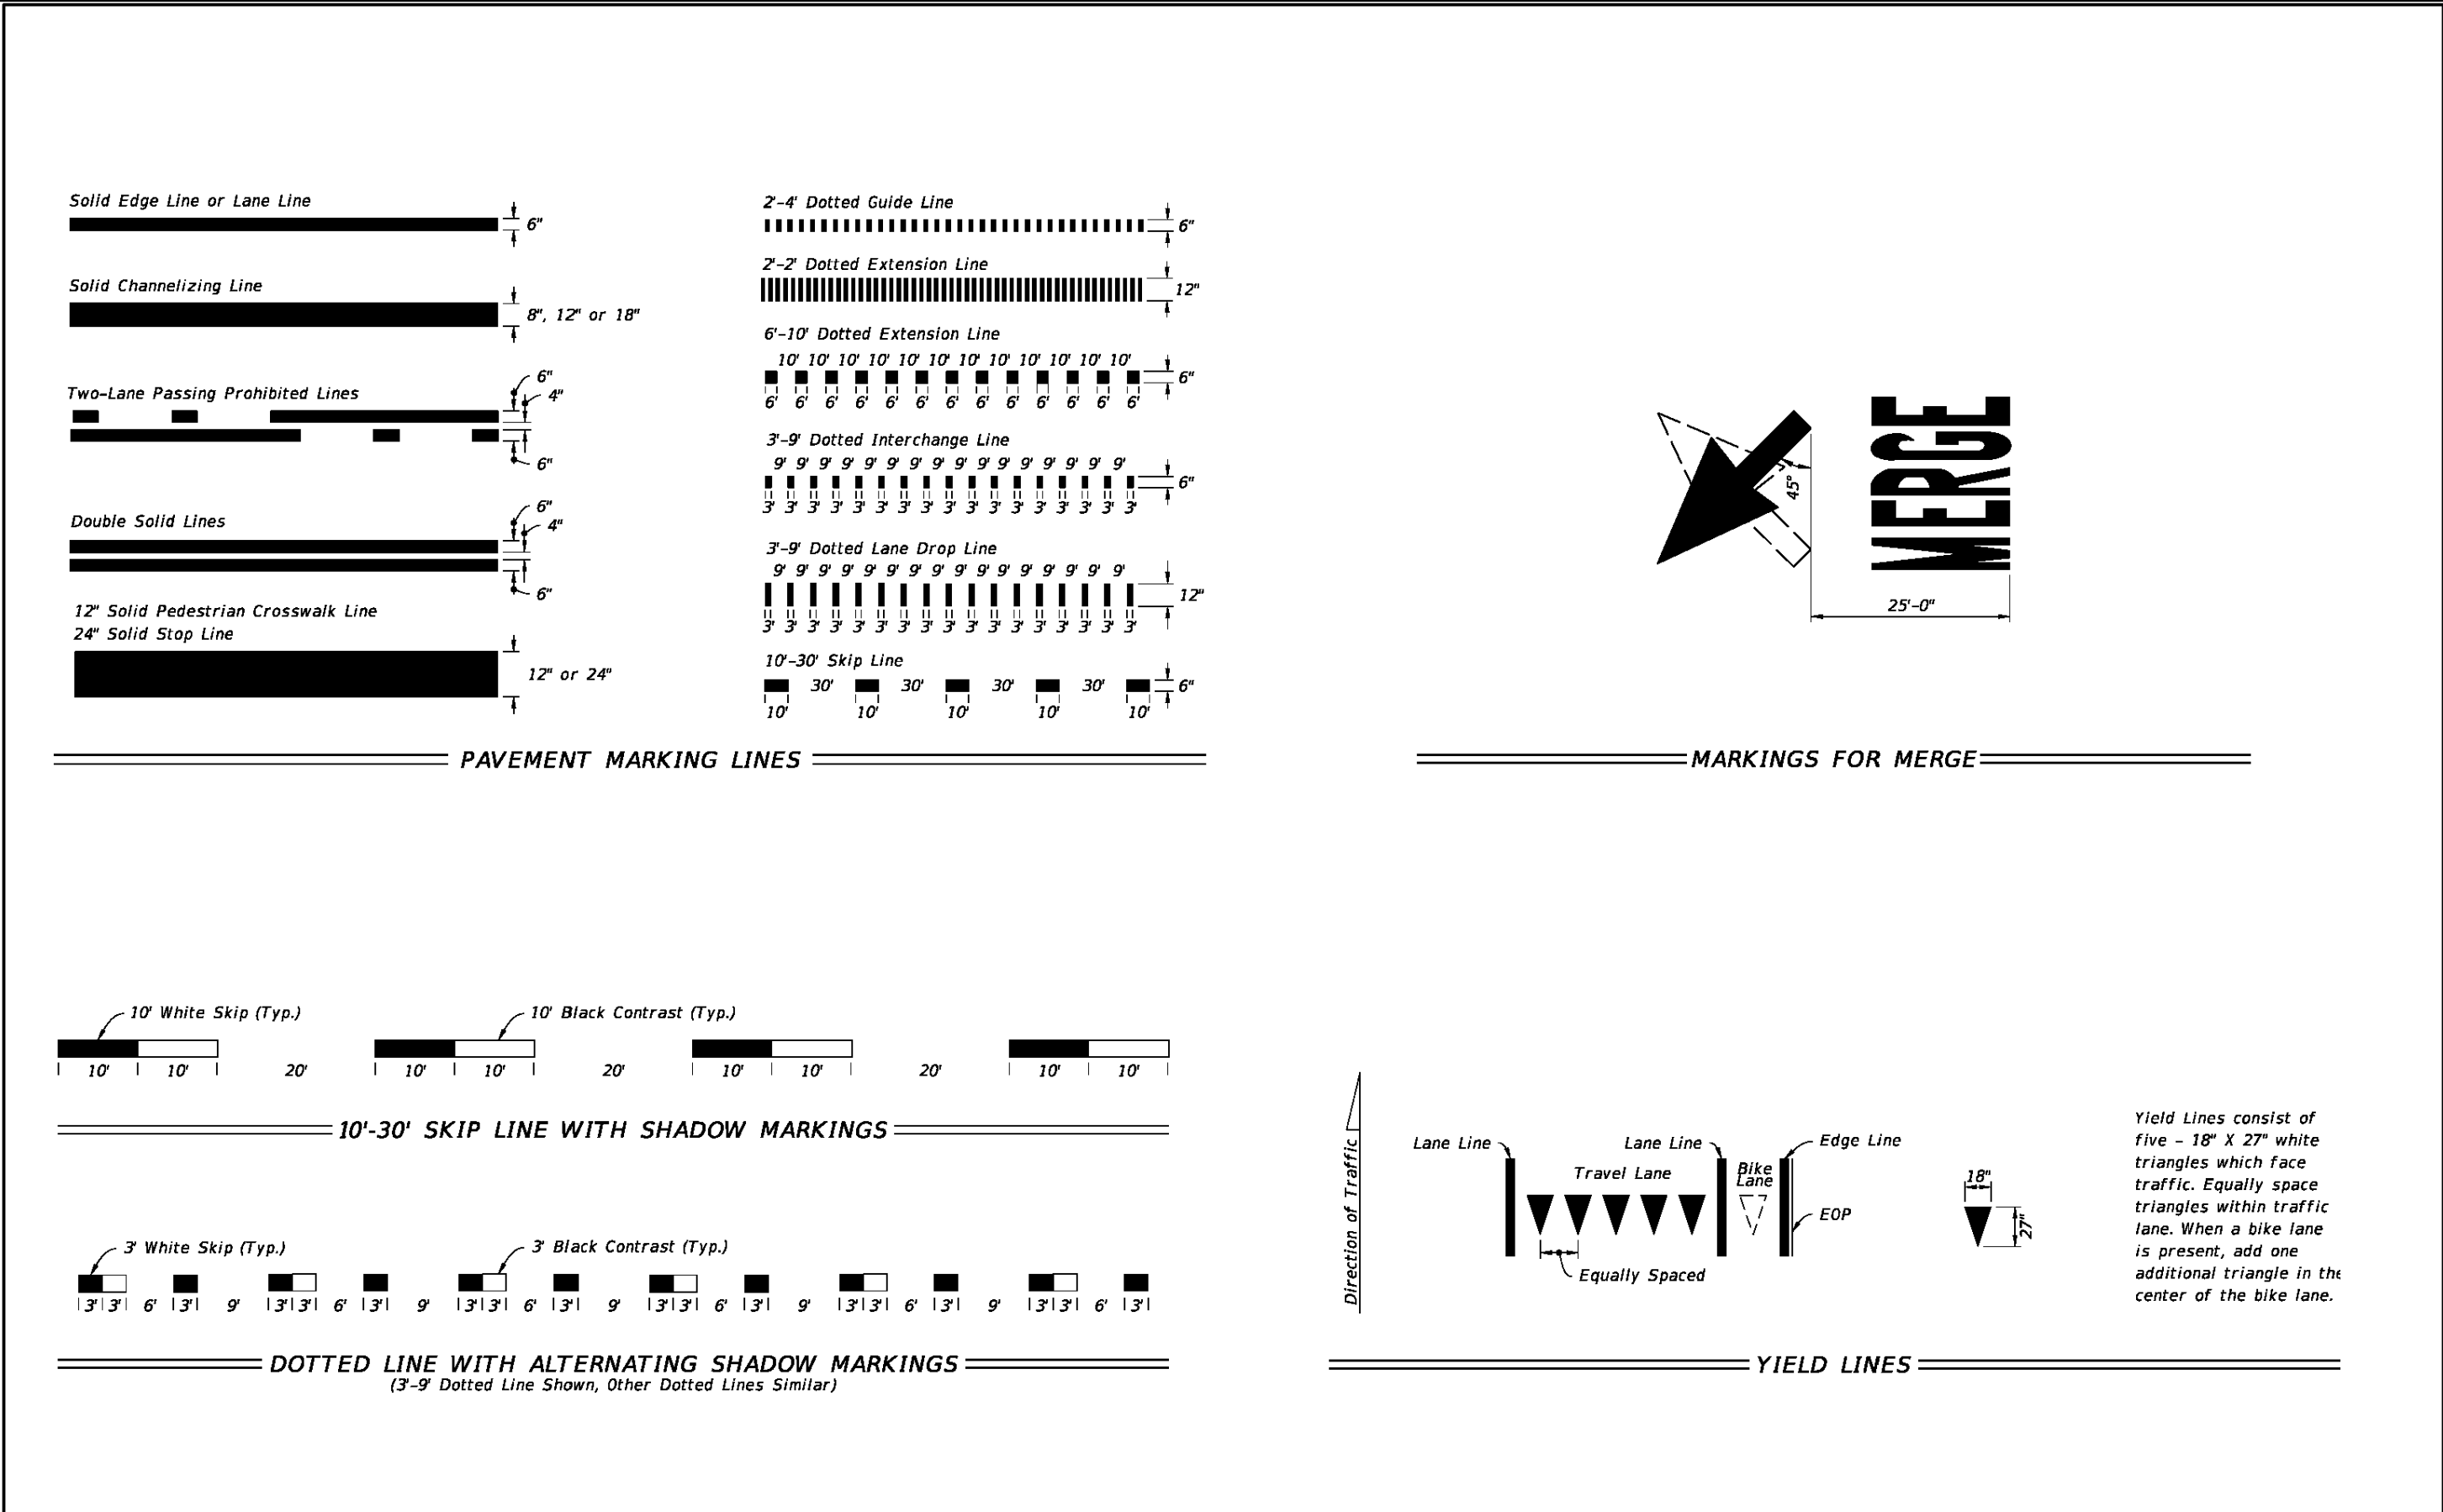 Solid Edge Line or Lane Line
6"
Solid Channelizing Line
8", 12" or 18"
Two-Lane Passing Prohibited Lines
6"
4"
6"
Double Solid Lines
6"
4"
6"
12" Solid Pedestrian Crosswalk Line
24" Solid Stop Line
12" or 24"
2'-4' Dotted Guide Line
6"
2'-2' Dotted Extension Line
12"
6'-10' Dotted Extension Line
10' 10' 10' 10' 10' 10' 10' 10' 10' 10' 10' 10'
6"
6' 6' 6' 6' 6' 6' 6' 6' 6' 6' 6' 6' 6'
3'-9' Dotted Interchange Line
9' 9' 9' 9' 9' 9' 9' 9' 9' 9' 9' 9' 9' 9' 9' 9'
6"
3' 3' 3' 3' 3' 3' 3' 3' 3' 3' 3' 3' 3' 3' 3' 3' 3'
3'-9' Dotted Lane Drop Line
9' 9' 9' 9' 9' 9' 9' 9' 9' 9' 9' 9' 9' 9' 9' 9'
12"
3' 3' 3' 3' 3' 3' 3' 3' 3' 3' 3' 3' 3' 3' 3' 3' 3'
10'-30' Skip Line
30' 30' 30' 30'
6"
10' 10' 10' 10' 10'
PAVEMENT MARKING LINES
45°
MERGE
25'-0"
MARKINGS FOR MERGE
10' White Skip (Typ.)
10' Black Contrast (Typ.)
10' 10' 20' 10' 10' 20' 10' 10' 20' 10' 10'
10'-30' SKIP LINE WITH SHADOW MARKINGS
3' White Skip (Typ.)
3' Black Contrast (Typ.)
3' 3' 6' 3' 9' 3' 3' 6' 3' 9' 3' 3' 6' 3' 9' 3' 3' 6' 3' 9' 3' 3' 6' 3' 9' 3' 3' 6' 3'
DOTTED LINE WITH ALTERNATING SHADOW MARKINGS
(3'-9' Dotted Line Shown, Other Dotted Lines Similar)
Direction of Traffic
Lane Line
Lane Line
Edge Line
Travel Lane
Bike
Lane
EOP
Equally Spaced
18"
27"
Yield Lines consist of
five - 18" X 27" white
triangles which face
traffic. Equally space
triangles within traffic
lane. When a bike lane
is present, add one
additional triangle in the
center of the bike lane.
YIELD LINES